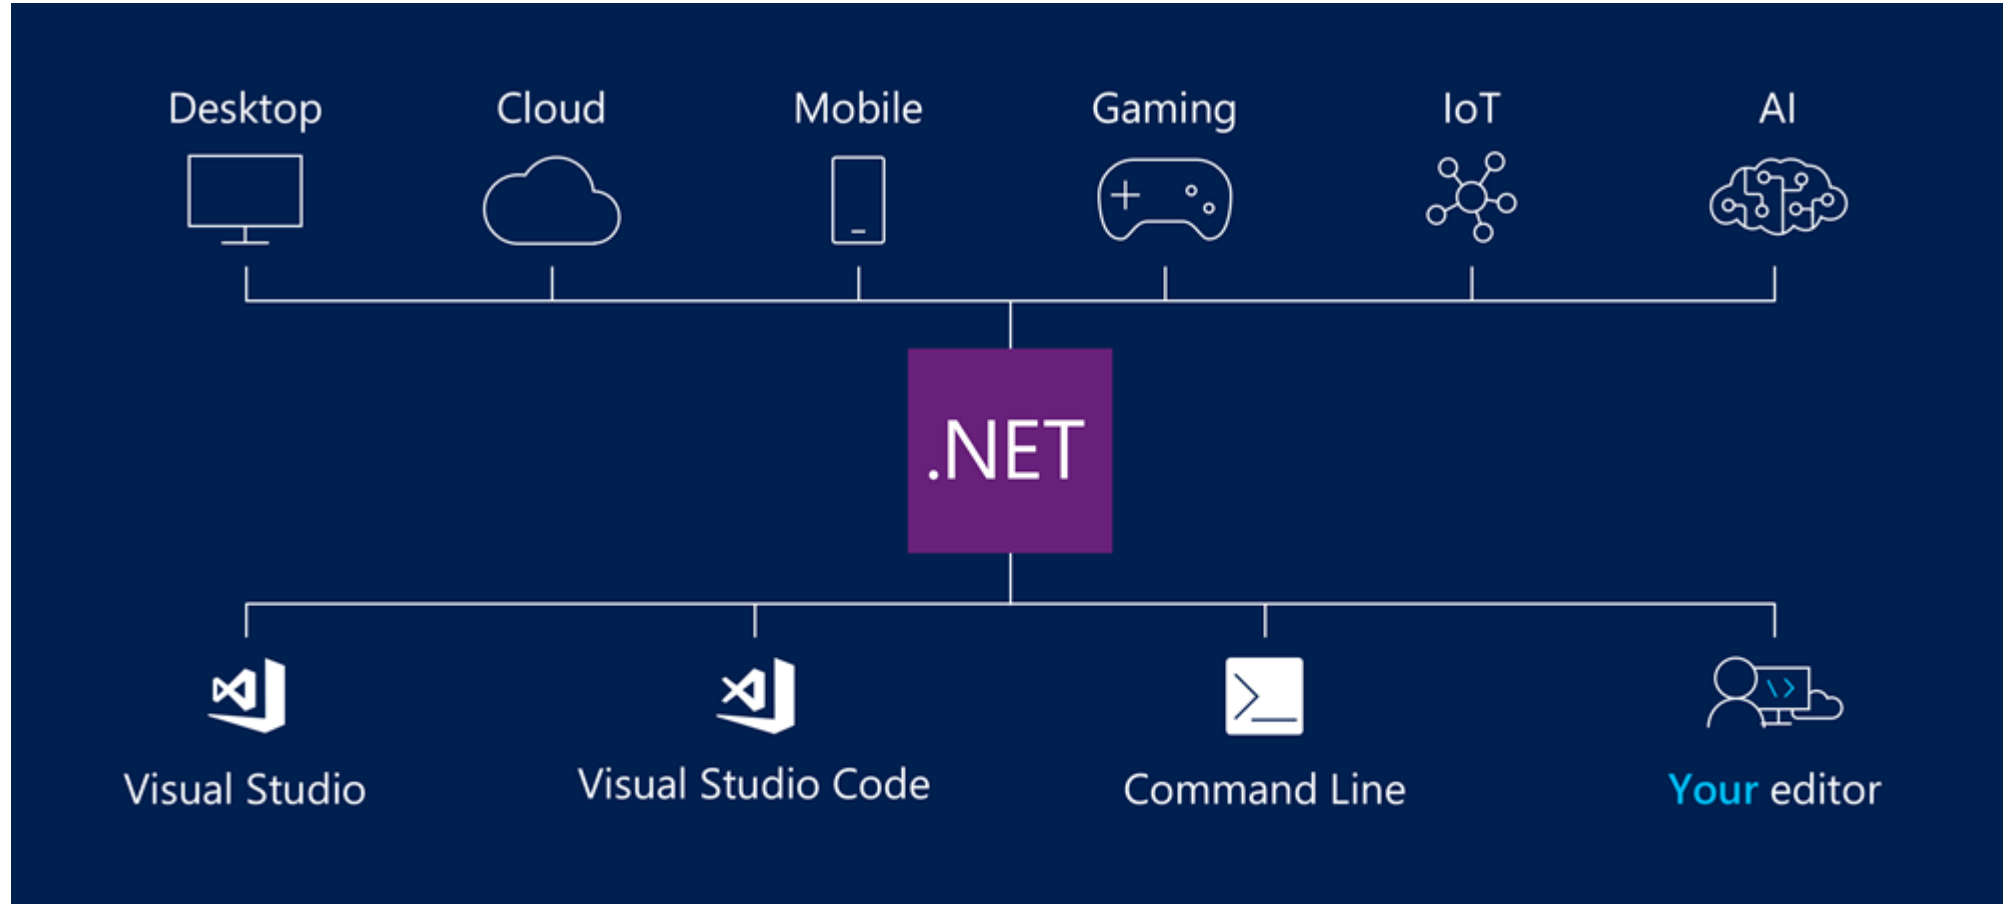 Desktop
Cloud
Mobile
Gaming
IoT
AI
.NET
Visual Studio
Visual Studio Code
Command Line
Your editor